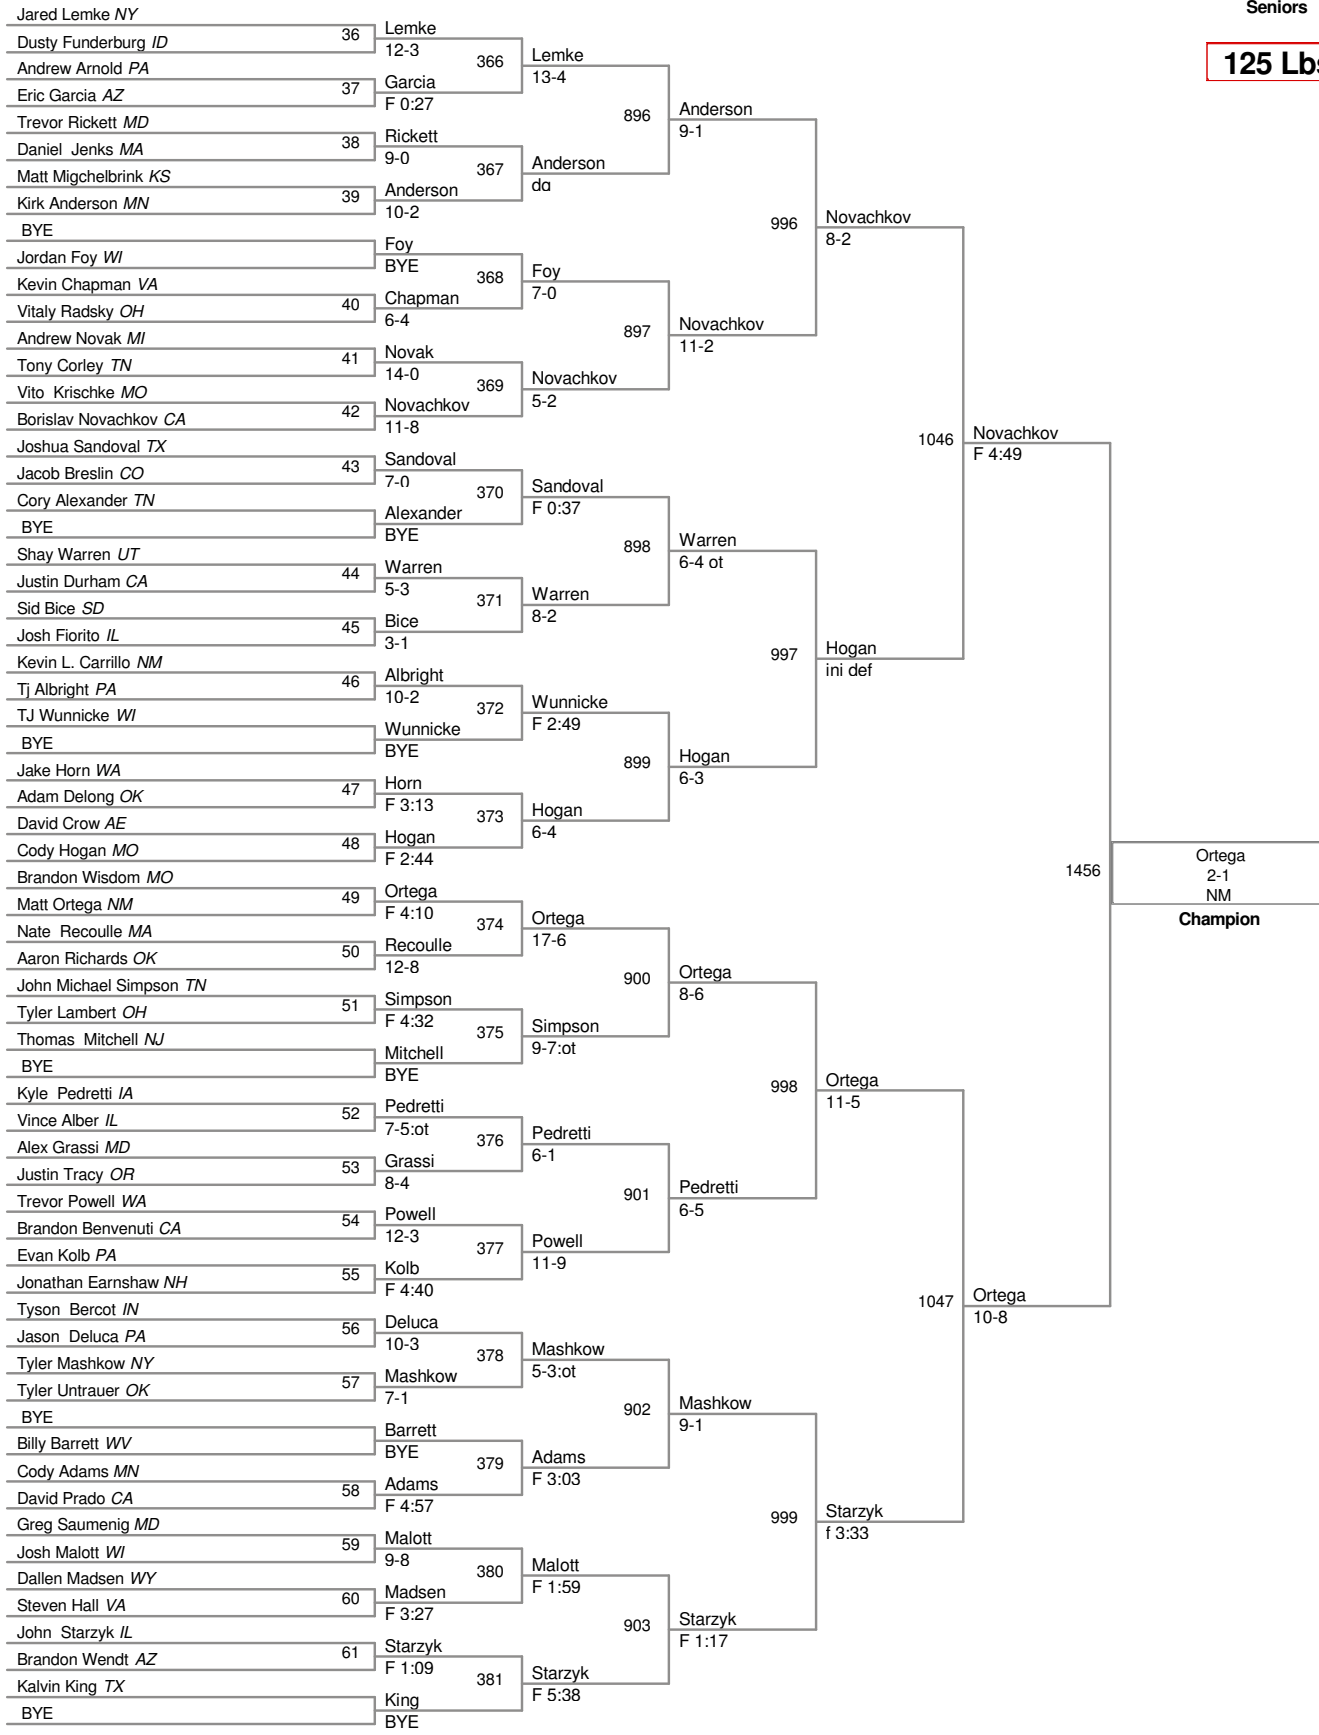 Seniors
125 Lbs
Jared Lemke NY
Dusty Funderburg ID
Andrew Arnold PA
Eric Garcia AZ
Trevor Rickett MD
Daniel Jenks MA
Matt Migchelbrink KS
Kirk Anderson MN
BYE
Jordan Foy WI
Kevin Chapman VA
Vitaly Radsky OH
Andrew Novak MI
Tony Corley TN
Vito Krischke MO
Borislav Novachkov CA
Joshua Sandoval TX
Jacob Breslin CO
Cory Alexander TN
BYE
Shay Warren UT
Justin Durham CA
Sid Bice SD
Josh Fiorito IL
Kevin L. Carrillo NM
Tj Albright PA
TJ Wunnicke WI
BYE
Jake Horn WA
Adam Delong OK
David Crow AE
Cody Hogan MO
Brandon Wisdom MO
Matt Ortega NM
Nate Recoulle MA
Aaron Richards OK
John Michael Simpson TN
Tyler Lambert OH
Thomas Mitchell NJ
BYE
Kyle Pedretti IA
Vince Alber IL
Alex Grassi MD
Justin Tracy OR
Trevor Powell WA
Brandon Benvenuti CA
Evan Kolb PA
Jonathan Earnshaw NH
Tyson Bercot IN
Jason Deluca PA
Tyler Mashkow NY
Tyler Untrauer OK
BYE
Billy Barrett WV
Cody Adams MN
David Prado CA
Greg Saumenig MD
Josh Malott WI
Dallen Madsen WY
Steven Hall VA
John Starzyk IL
Brandon Wendt AZ
Kalvin King TX
BYE
36
37
38
39
40
41
42
43
44
45
46
47
48
49
50
51
52
53
54
55
56
57
58
59
60
61
Lemke
12-3
Garcia
F 0:27
Rickett
9-0
Anderson
10-2
Foy
BYE
Chapman
6-4
Novak
14-0
Novachkov
11-8
Sandoval
7-0
Alexander
BYE
Warren
5-3
Bice
3-1
Albright
10-2
Wunnicke
BYE
Horn
F 3:13
Hogan
F 2:44
Ortega
F 4:10
Recoulle
12-8
Simpson
F 4:32
Mitchell
BYE
Pedretti
7-5:ot
Grassi
8-4
Powell
12-3
Kolb
F 4:40
Deluca
10-3
Mashkow
7-1
Barrett
BYE
Adams
F 4:57
Malott
9-8
Madsen
F 3:27
Starzyk
F 1:09
King
BYE
366
367
368
369
370
371
372
373
374
375
376
377
378
379
380
381
Lemke
13-4
Anderson
dq
Foy
7-0
Novachkov
5-2
Sandoval
F 0:37
Warren
8-2
Wunnicke
F 2:49
Hogan
6-4
Ortega
17-6
Simpson
9-7:ot
Pedretti
6-1
Powell
11-9
Mashkow
5-3:ot
Adams
F 3:03
Malott
F 1:59
Starzyk
F 5:38
896
897
898
899
900
901
902
903
Anderson
9-1
Novachkov
11-2
Warren
6-4 ot
Hogan
6-3
Ortega
8-6
Pedretti
6-5
Mashkow
9-1
Starzyk
F 1:17
996
997
998
999
Novachkov
8-2
Hogan
inj def
Ortega
11-5
Starzyk
f 3:33
1046
1047
Novachkov
F 4:49
Ortega
10-8
1456
Ortega
2-1
NM
Champion